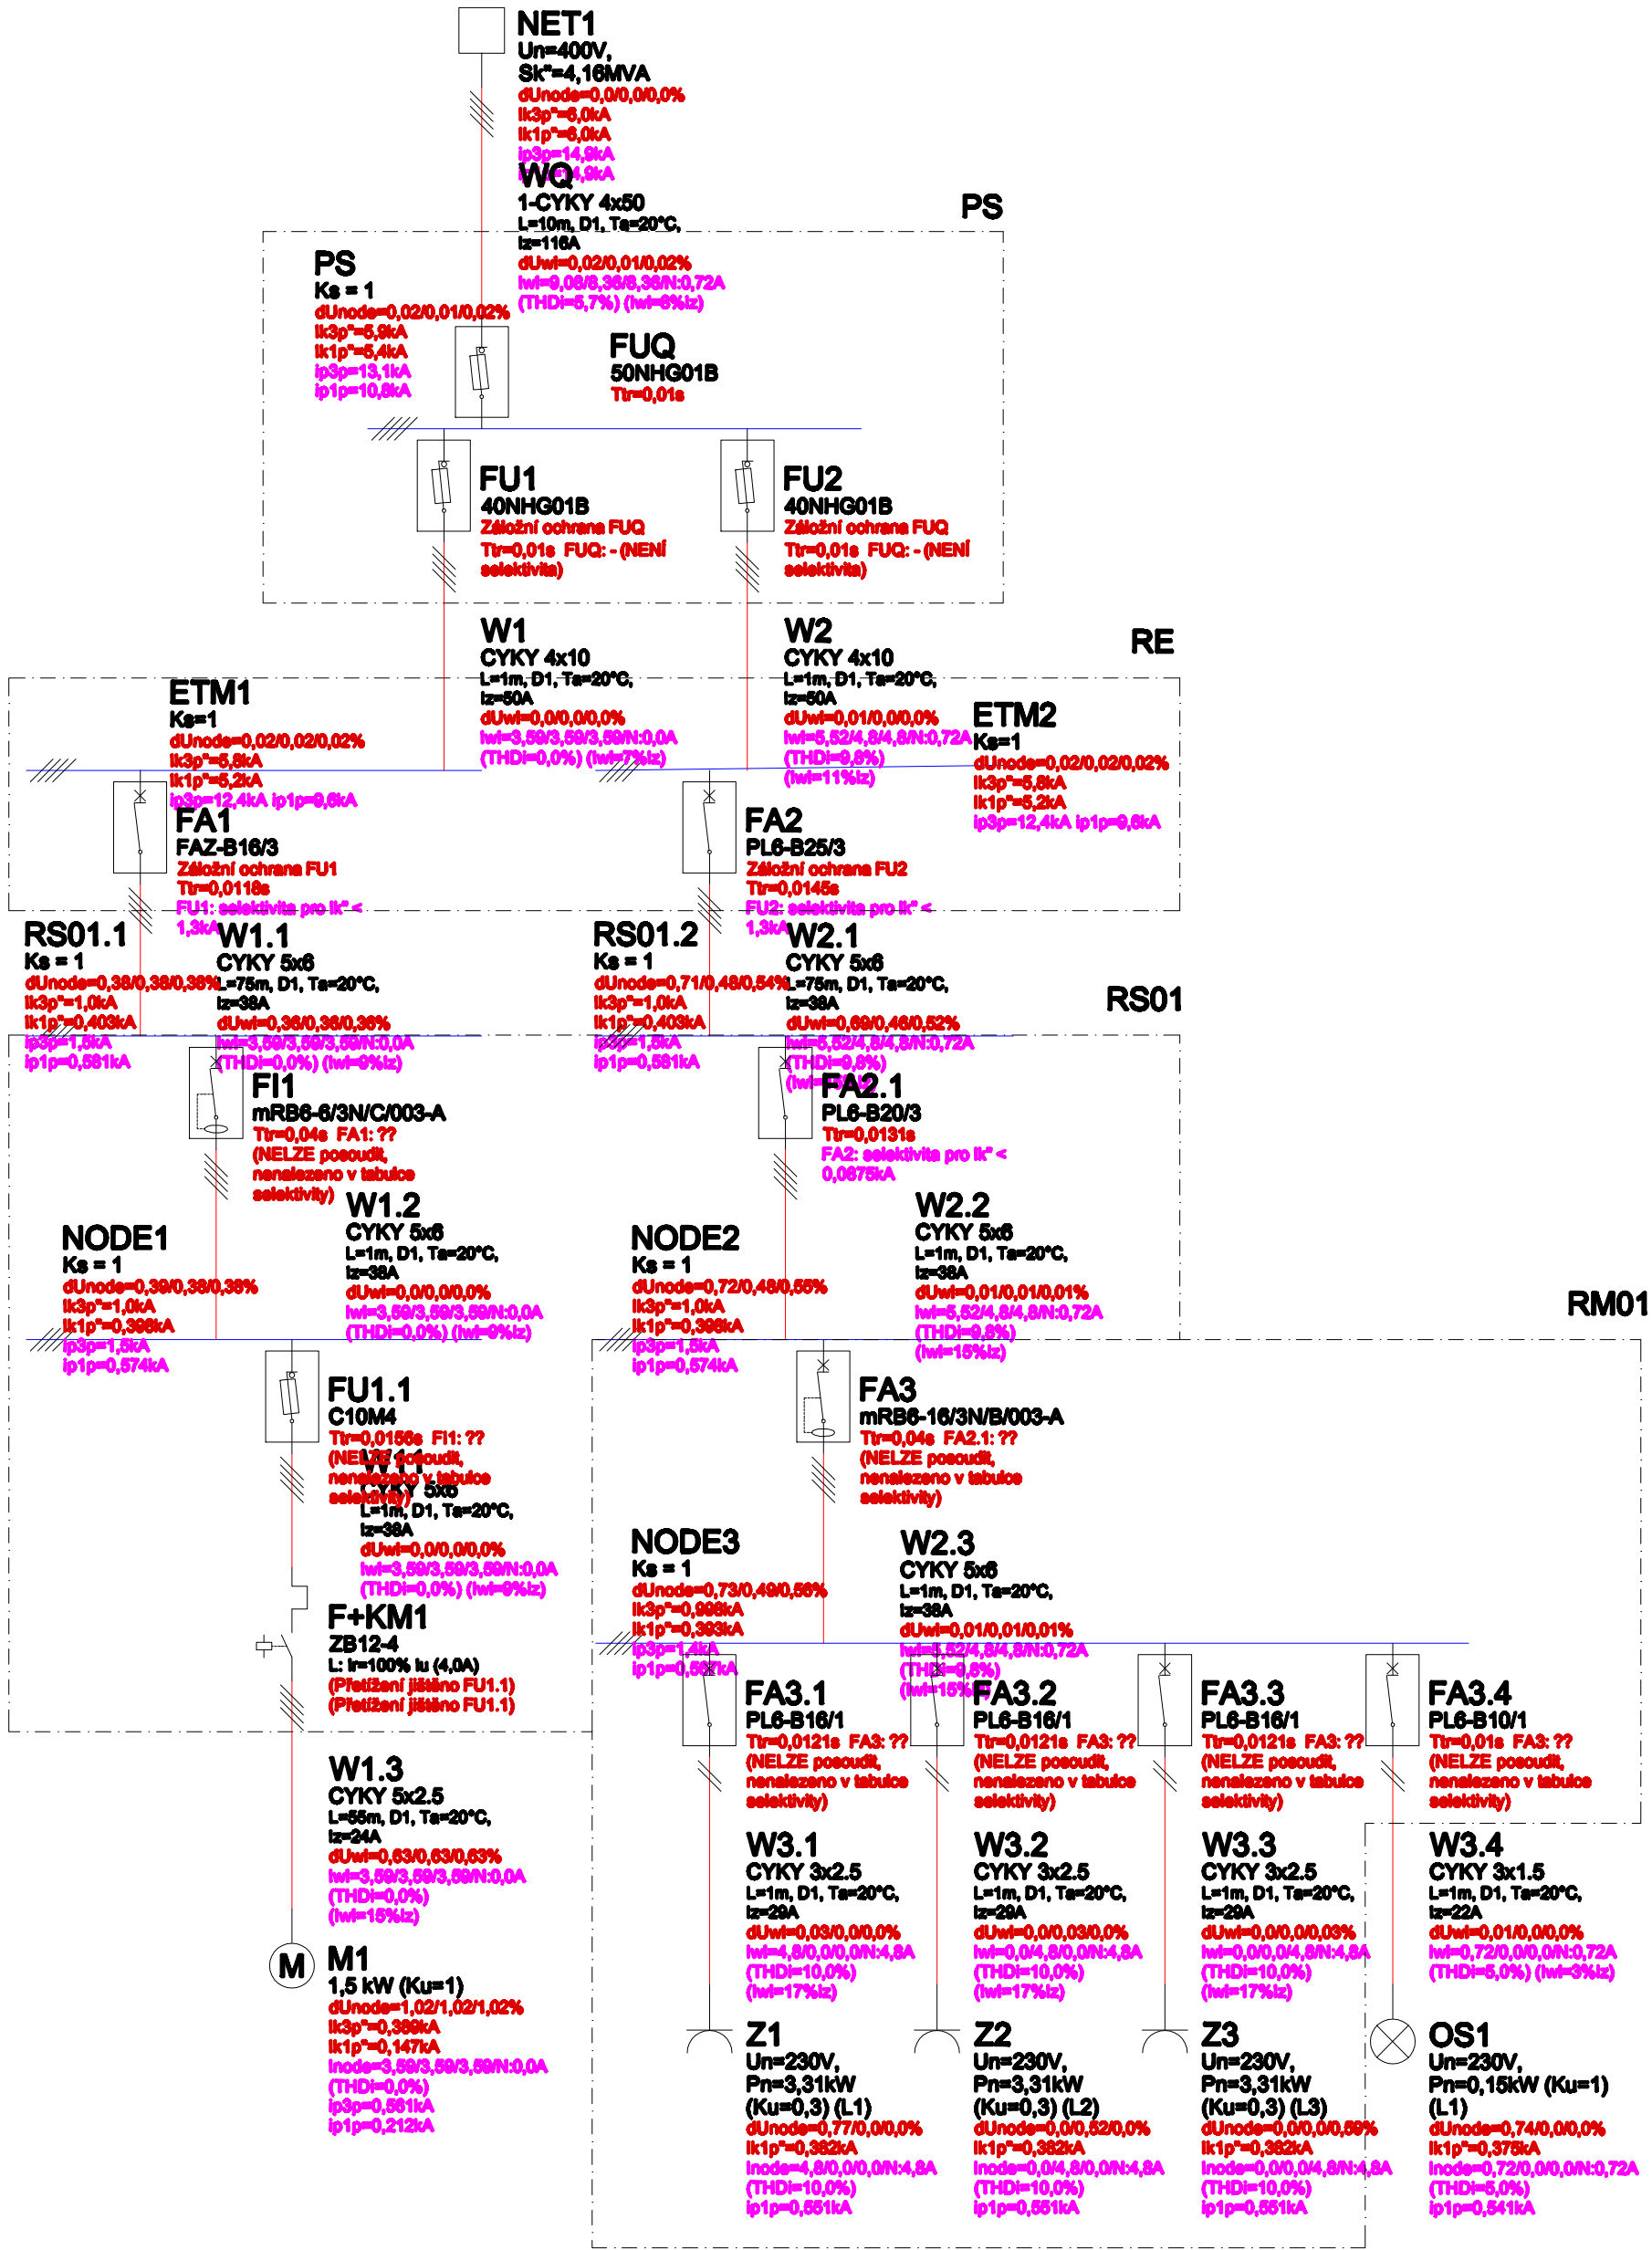 NET1
Un=400V,
Sk"=4,16MVA
dUnode=0,0/0,0/0,0%
Ik3p"=6,0kA
Ik1p"=6,0kA
ip3p=14,9kA
WQ
1-CYKY 4x50
L=10m, D1, Ta=20°C,
Iz=116A
dUwi=0,02/0,01/0,02%
Iwi=9,08/8,36/8,36/N:0,72A
(THDi=5,7%) (Iwi=8%Iz)
PS
PS
Ks = 1
dUnode=0,02/0,01/0,02%
Ik3p"=5,9kA
Ik1p"=5,4kA
ip3p=13,1kA
ip1p=10,8kA
FUQ
50NHG01B
Ttr=0,01s
FU1
40NHG01B
Záložní ochrana FUQ
Ttr=0,01s FUQ: - (NENÍ
selektivita)
FU2
40NHG01B
Záložní ochrana FUQ
Ttr=0,01s FUQ: - (NENÍ
selektivita)
W1
CYKY 4x10
L=1m, D1, Ta=20°C,
Iz=50A
dUwi=0,0/0,0/0,0%
Iwi=3,59/3,59/3,59/N:0,0A
(THDi=0,0%) (Iwi=7%Iz)
W2
CYKY 4x10
L=1m, D1, Ta=20°C,
Iz=50A
dUwi=0,01/0,0/0,0%
Iwi=5,52/4,8/4,8/N:0,72A
(THDi=9,8%)
(Iwi=11%Iz)
RE
ETM1
Ks=1
dUnode=0,02/0,02/0,02%
Ik3p"=5,8kA
Ik1p"=5,2kA
ip3p=12,4kA ip1p=9,6kA
ETM2
Ks=1
dUnode=0,02/0,02/0,02%
Ik3p"=5,8kA
Ik1p"=5,2kA
ip3p=12,4kA ip1p=9,6kA
FA1
FAZ-B16/3
Záložní ochrana FU1
Ttr=0,0118s
FU1: selektivita pro Ik" <
1,3kA
FA2
PL6-B25/3
Záložní ochrana FU2
Ttr=0,0145s
FU2: selektivita pro Ik" <
1,3kA
RS01.1
Ks = 1
dUnode=0,38/0,38/0,38%
Ik3p"=1,0kA
Ik1p"=0,403kA
ip3p=1,5kA
ip1p=0,581kA
W1.1
CYKY 5x6
L=75m, D1, Ta=20°C,
Iz=38A
dUwi=0,36/0,36/0,36%
Iwi=3,59/3,59/3,59/N:0,0A
(THDi=0,0%) (Iwi=9%Iz)
RS01.2
Ks = 1
dUnode=0,71/0,48/0,54%
Ik3p"=1,0kA
Ik1p"=0,403kA
ip3p=1,5kA
ip1p=0,581kA
W2.1
CYKY 5x6
L=75m, D1, Ta=20°C,
Iz=38A
dUwi=0,69/0,46/0,52%
Iwi=5,52/4,8/4,8/N:0,72A
(THDi=9,8%)
RS01
FI1
mRB6-6/3N/C/003-A
Ttr=0,04s FA1: ??
(NELZE posoudit,
nenalezeno v tabulce
selektivity)
FA2.1
PL6-B20/3
Ttr=0,0131s
FA2: selektivita pro Ik" <
0,0875kA
NODE1
Ks = 1
dUnode=0,39/0,38/0,38%
Ik3p"=1,0kA
Ik1p"=0,398kA
ip3p=1,5kA
ip1p=0,574kA
W1.2
CYKY 5x6
L=1m, D1, Ta=20°C,
Iz=38A
dUwi=0,0/0,0/0,0%
Iwi=3,59/3,59/3,59/N:0,0A
(THDi=0,0%) (Iwi=9%Iz)
NODE2
Ks = 1
dUnode=0,72/0,48/0,55%
Ik3p"=1,0kA
Ik1p"=0,398kA
ip3p=1,5kA
ip1p=0,574kA
W2.2
CYKY 5x6
L=1m, D1, Ta=20°C,
Iz=38A
dUwi=0,01/0,01/0,01%
Iwi=5,52/4,8/4,8/N:0,72A
(THDi=9,8%)
(Iwi=15%Iz)
RM01
FU1.1
C10M4
Ttr=0,0156s FI1: ??
(NELZE posoudit,
nenalezeno v tabulce
selektivity)
W11
CYKY 5x6
L=1m, D1, Ta=20°C,
Iz=38A
dUwi=0,0/0,0/0,0%
Iwi=3,59/3,59/3,59/N:0,0A
(THDi=0,0%) (Iwi=9%Iz)
FA3
mRB6-16/3N/B/003-A
Ttr=0,04s FA2.1: ??
(NELZE posoudit,
nenalezeno v tabulce
selektivity)
F+KM1
ZB12-4
L: Ir=100% Iu (4,0A)
(Přetížení jištěno FU1.1)
(Přetížení jištěno FU1.1)
NODE3
Ks = 1
dUnode=0,73/0,49/0,56%
Ik3p"=0,998kA
Ik1p"=0,393kA
ip3p=1,4kA
ip1p=0,567kA
W2.3
CYKY 5x6
L=1m, D1, Ta=20°C,
Iz=38A
dUwi=0,01/0,01/0,01%
Iwi=5,52/4,8/4,8/N:0,72A
(THDi=9,8%)
(Iwi=15%Iz)
FA3.1
PL6-B16/1
Ttr=0,0121s FA3: ??
(NELZE posoudit,
nenalezeno v tabulce
selektivity)
FA3.2
PL6-B16/1
Ttr=0,0121s FA3: ??
(NELZE posoudit,
nenalezeno v tabulce
selektivity)
FA3.3
PL6-B16/1
Ttr=0,0121s FA3: ??
(NELZE posoudit,
nenalezeno v tabulce
selektivity)
FA3.4
PL6-B10/1
Ttr=0,01s FA3: ??
(NELZE posoudit,
nenalezeno v tabulce
selektivity)
W1.3
CYKY 5x2.5
L=55m, D1, Ta=20°C,
Iz=24A
dUwi=0,63/0,63/0,63%
Iwi=3,59/3,59/3,59/N:0,0A
(THDi=0,0%)
(Iwi=15%Iz)
W3.1
CYKY 3x2.5
L=1m, D1, Ta=20°C,
Iz=29A
dUwi=0,03/0,0/0,0%
Iwi=4,8/0,0/0,0/N:4,8A
(THDi=10,0%)
(Iwi=17%Iz)
W3.2
CYKY 3x2.5
L=1m, D1, Ta=20°C,
Iz=29A
dUwi=0,0/0,03/0,0%
Iwi=0,0/4,8/0,0/N:4,8A
(THDi=10,0%)
(Iwi=17%Iz)
W3.3
CYKY 3x2.5
L=1m, D1, Ta=20°C,
Iz=29A
dUwi=0,0/0,0/0,03%
Iwi=0,0/0,0/4,8/N:4,8A
(THDi=10,0%)
(Iwi=17%Iz)
W3.4
CYKY 3x1.5
L=1m, D1, Ta=20°C,
Iz=22A
dUwi=0,01/0,0/0,0%
Iwi=0,72/0,0/0,0/N:0,72A
(THDi=5,0%) (Iwi=3%Iz)
M
M1
1,5 kW (Ku=1)
dUnode=1,02/1,02/1,02%
Ik3p"=0,389kA
Ik1p"=0,147kA
Inode=3,59/3,59/3,59/N:0,0A
(THDi=0,0%)
ip3p=0,561kA
ip1p=0,212kA
Z1
Un=230V,
Pn=3,31kW
(Ku=0,3) (L1)
dUnode=0,77/0,0/0,0%
Ik1p"=0,382kA
Inode=4,8/0,0/0,0/N:4,8A
(THDi=10,0%)
ip1p=0,551kA
Z2
Un=230V,
Pn=3,31kW
(Ku=0,3) (L2)
dUnode=0,0/0,52/0,0%
Ik1p"=0,382kA
Inode=0,0/4,8/0,0/N:4,8A
(THDi=10,0%)
ip1p=0,551kA
Z3
Un=230V,
Pn=3,31kW
(Ku=0,3) (L3)
dUnode=0,0/0,0/0,59%
Ik1p"=0,382kA
Inode=0,0/0,0/4,8/N:4,8A
(THDi=10,0%)
ip1p=0,551kA
OS1
Un=230V,
Pn=0,15kW (Ku=1)
(L1)
dUnode=0,74/0,0/0,0%
Ik1p"=0,375kA
Inode=0,72/0,0/0,0/N:0,72A
(THDi=5,0%)
ip1p=0,541kA